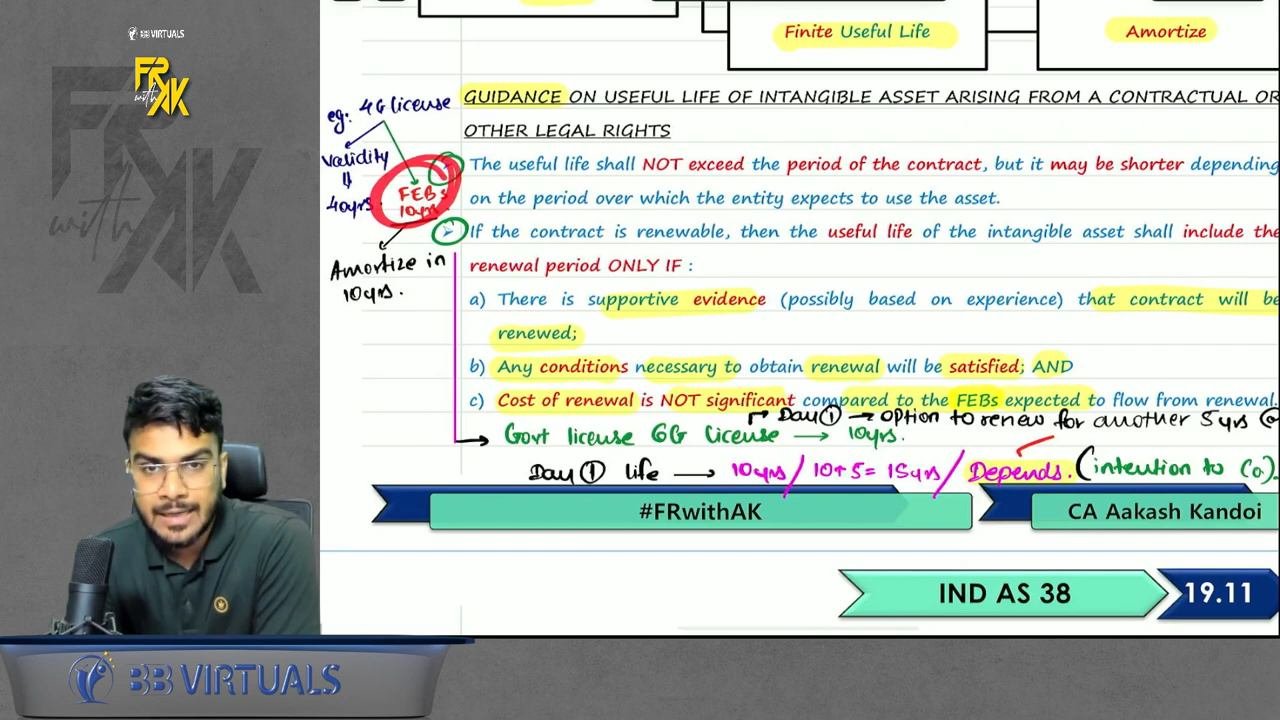 BB VIRTUALS
FR
with
AK
FR
with
AK
Finite Useful Life
Amortize
GUIDANCE ON USEFUL LIFE OF INTANGIBLE ASSET ARISING FROM A CONTRACTUAL OR
OTHER LEGAL RIGHTS
eg: 4G license
Validity
40yrs.
FEBs
10yrs
Amortize in
10yrs.
The useful life shall NOT exceed the period of the contract, but it may be shorter depending
on the period over which the entity expects to use the asset.
If the contract is renewable, then the useful life of the intangible asset shall include the
renewal period ONLY IF :
a) There is supportive evidence (possibly based on experience) that contract will be
renewed;
b) Any conditions necessary to obtain renewal will be satisfied; AND
c) Cost of renewal is NOT significant compared to the FEBs expected to flow from renewal.
Day ① → option to renew for another 5 yrs @
Govt license 6G License → 10yrs.
Day ① life → 10yrs / 10+5 = 15yrs / Depends. (intention to Co).
#FRwithAK
CA Aakash Kandoi
IND AS 38
19.11
BB VIRTUALS